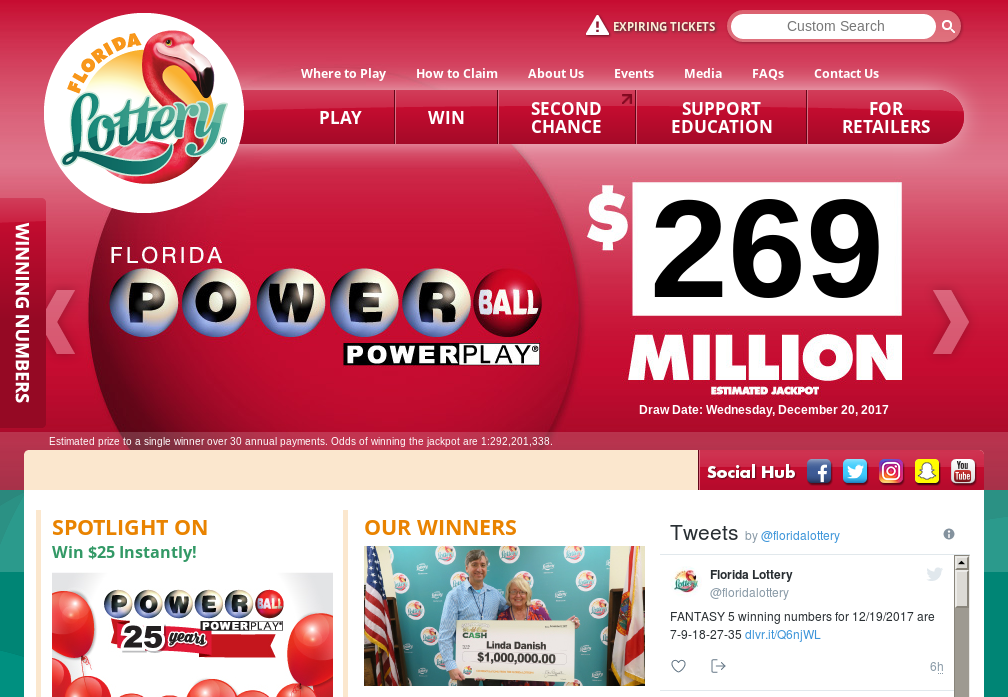 EXPIRING TICKETS
Custom Search
Where to Play How to Claim About Us Events Media FAQs Contact Us
FLORIDA
Lottery®
PLAY WIN SECOND CHANCE SUPPORT EDUCATION FOR RETAILERS
WINNING NUMBERS
FLORIDA
POWERBALL
POWERPLAY®
$269
MILLION
ESTIMATED JACKPOT
Draw Date: Wednesday, December 20, 2017
Estimated prize to a single winner over 30 annual payments. Odds of winning the jackpot are 1:292,201,338.
Social Hub
You Tube
SPOTLIGHT ON
Win $25 Instantly!
POWERBALL
POWERPLAY
25 years
OUR WINNERS
CASH
Linda Danish
$1,000,000.00
Tweets by @floridalottery
Florida Lottery
@floridalottery
FANTASY 5 winning numbers for 12/19/2017 are
7-9-18-27-35 dlvr.it/Q6njWL
6h